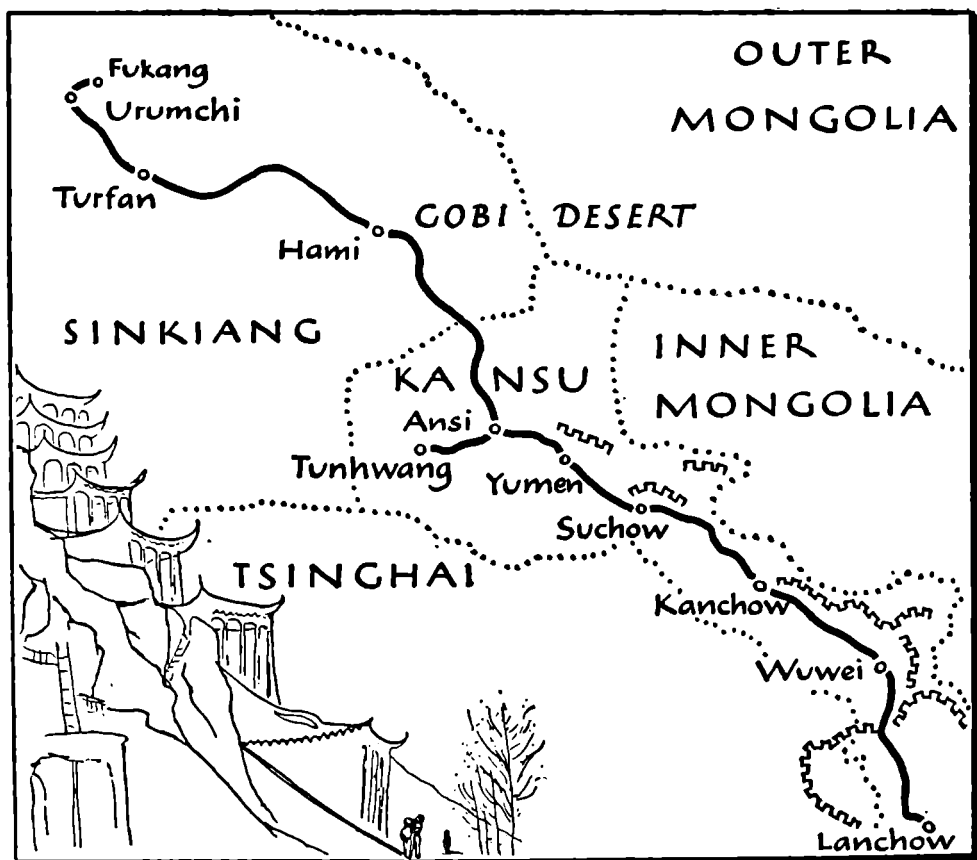 OUTER
MONGOLIA
Fukang
Urumchi
Turfan
GOBI DESERT
Hami
SINKIANG
INNER
MONGOLIA
KANSU
Ansi
Tunhwang
Yumen
Suchow
TSINGHAI
Kanchow
Wuwei
Lanchow